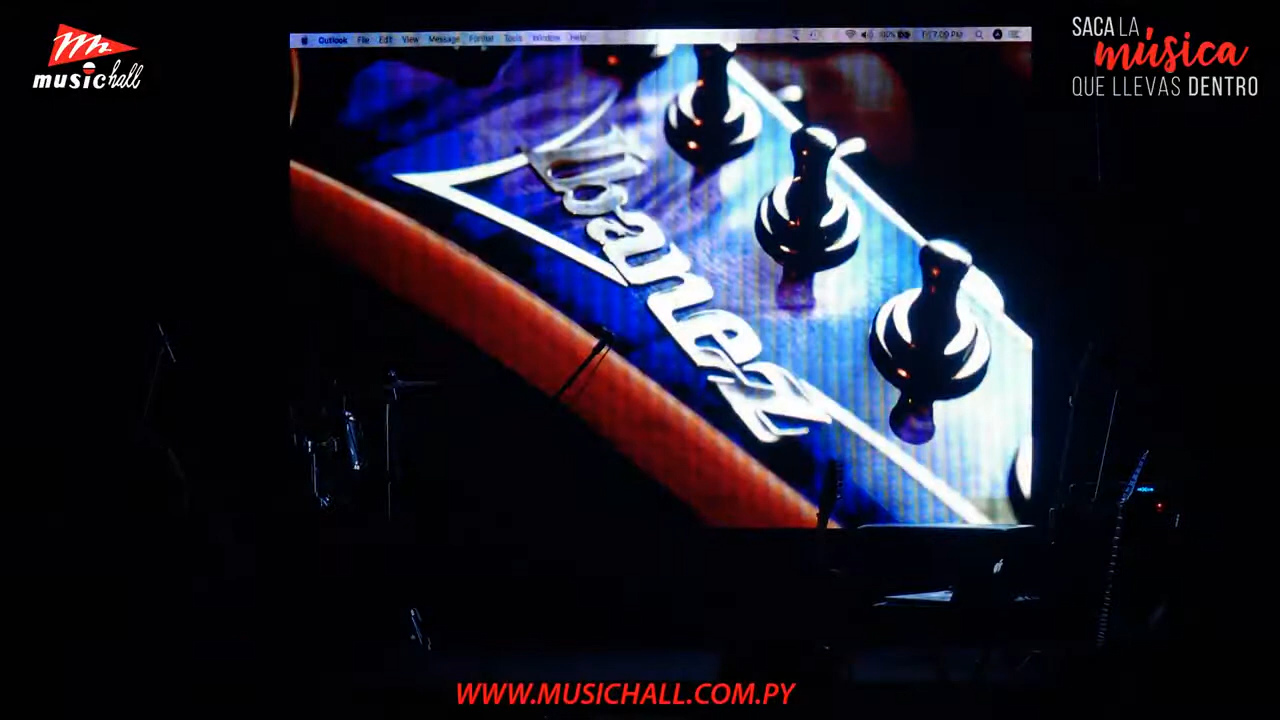 m
musichall
SACA LA
música
QUE LLEVAS DENTRO
Outlook File Edit View Message Format Tools Window Help
Ibanez
WWW.MUSICHALL.COM.PY